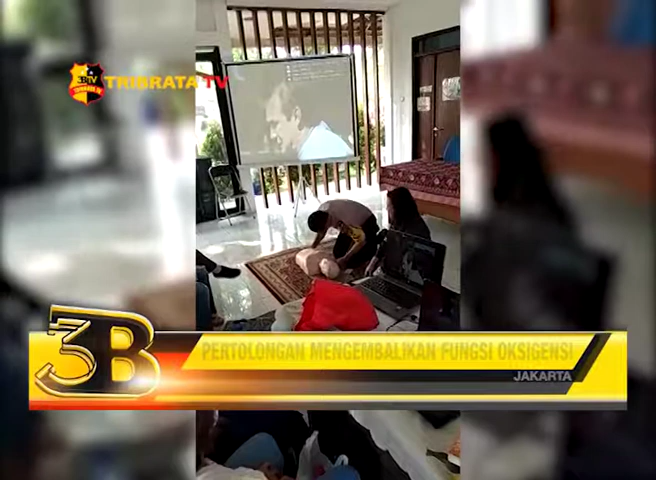 TRIBRATA TV
3B
PERTOLONGAN MENGEMBALIKAN FUNGSI OKSIGENSI
JAKARTA